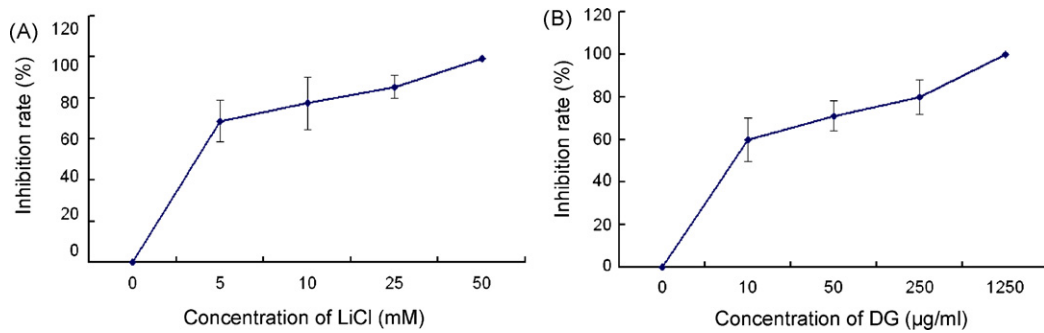 (A)
Inhibition rate (%)
120
100
80
60
40
20
0
0 5 10 25 50
Concentration of LiCl (mM)
(B)
Inhibition rate (%)
120
100
80
60
40
20
0
0 10 50 250 1250
Concentration of DG (μg/ml)